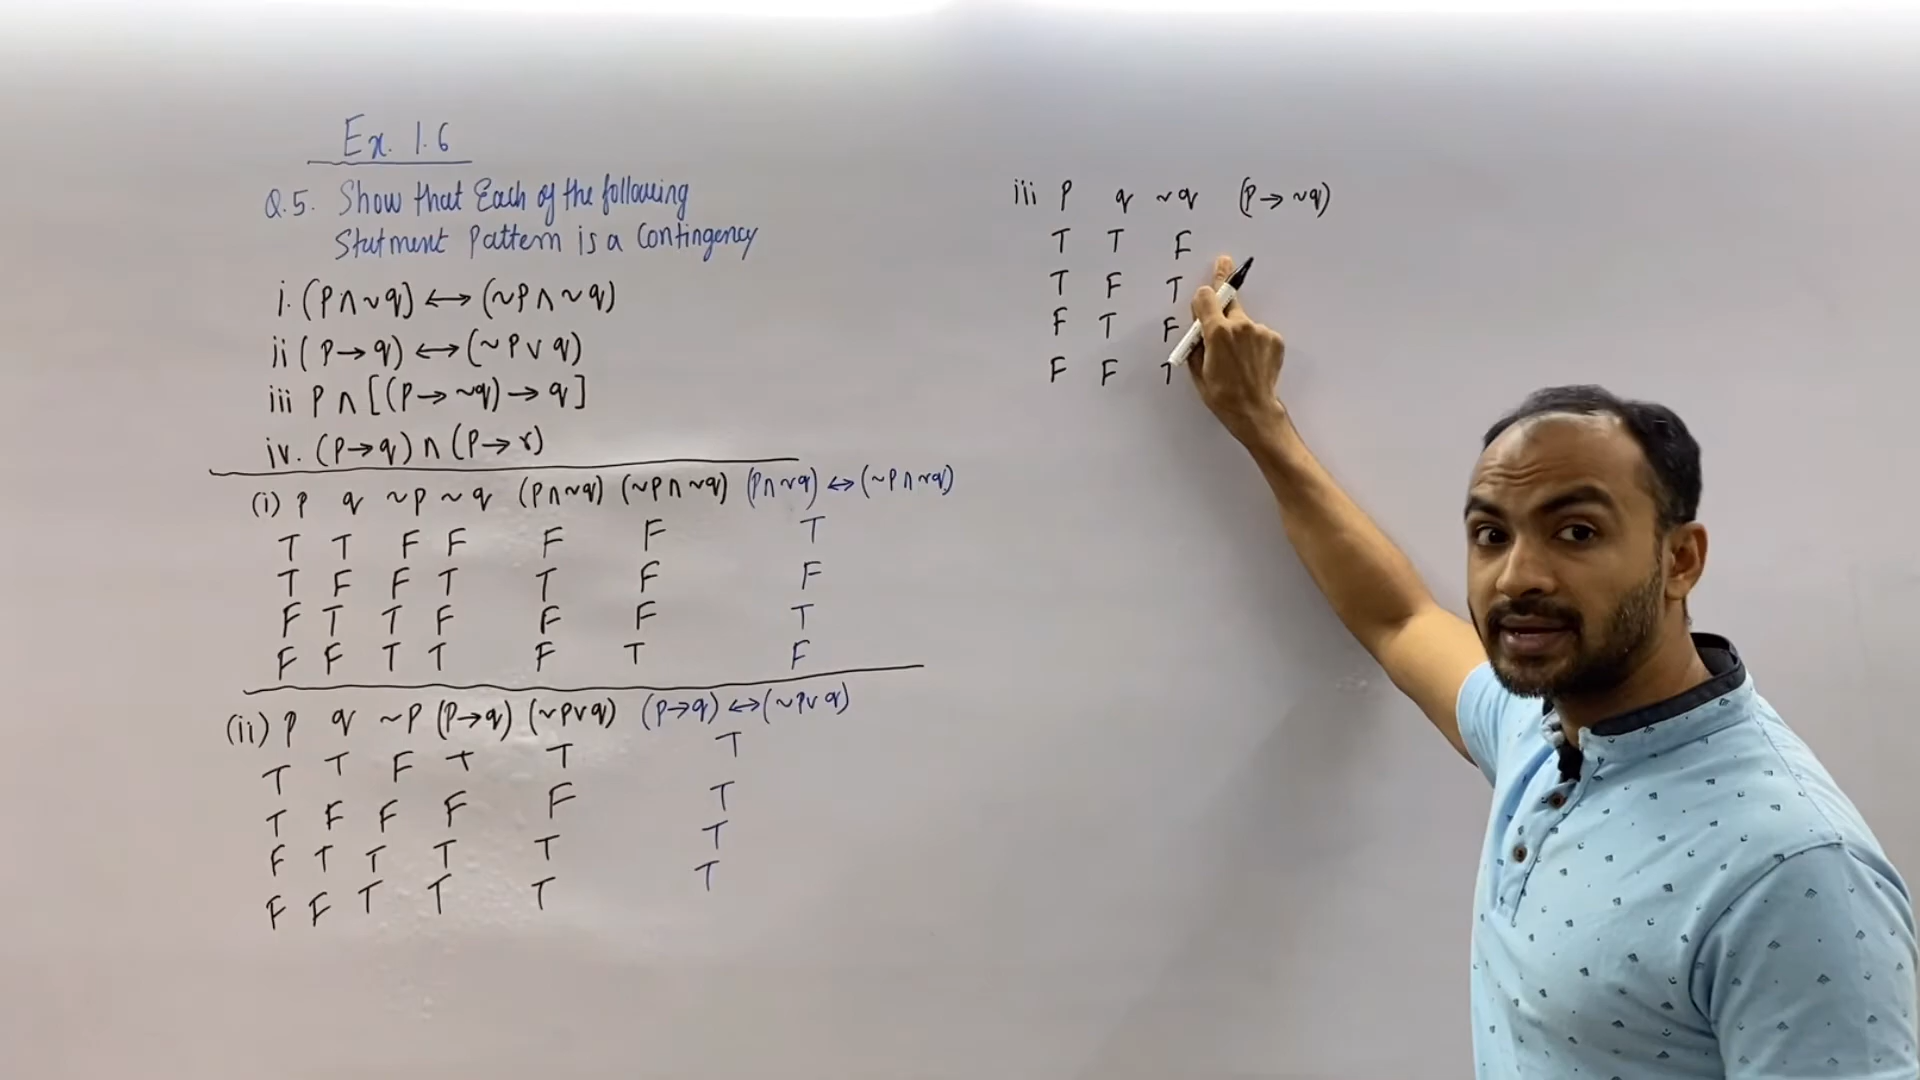 Ex. 1.6
Q.5. Show that Each of the following
Statment Pattern is a Contingency
i. (p∧~q) ↔ (~p∧~q)
ii (p→q) ↔ (~p∨q)
iii p∧[(p→~q)→q]
iv. (p→q)∧(p→r)
(i) p q ~p ~q (p∧~q) (~p∧~q) (p∧~q)↔(~p∧~q)
T T F F F F T
T F F T T F F
F T T F F F T
F F T T F T F
(ii) p q ~p (p→q) (~p∨q) (p→q)↔(~p∨q)
T T F T T T
T F F F F T
F T T T T T
F F T T T T
iii p q ~q (p→~q)
T T F
T F T
F T F
F F T